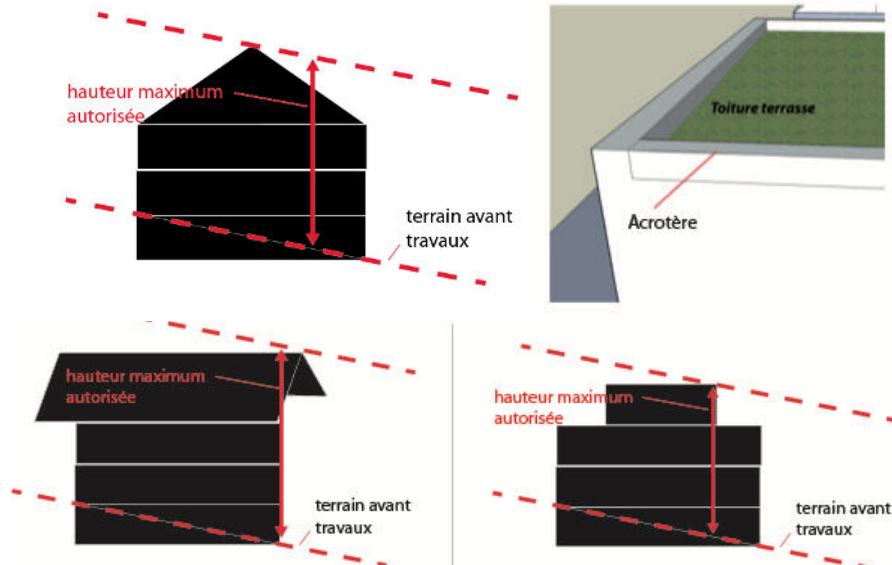 hauteur maximum
autorisée
terrain avant
travaux
Toiture terrasse
Acrotère
hauteur maximum
autorisée
terrain avant
travaux
hauteur maximum
autorisée
terrain avant
travaux